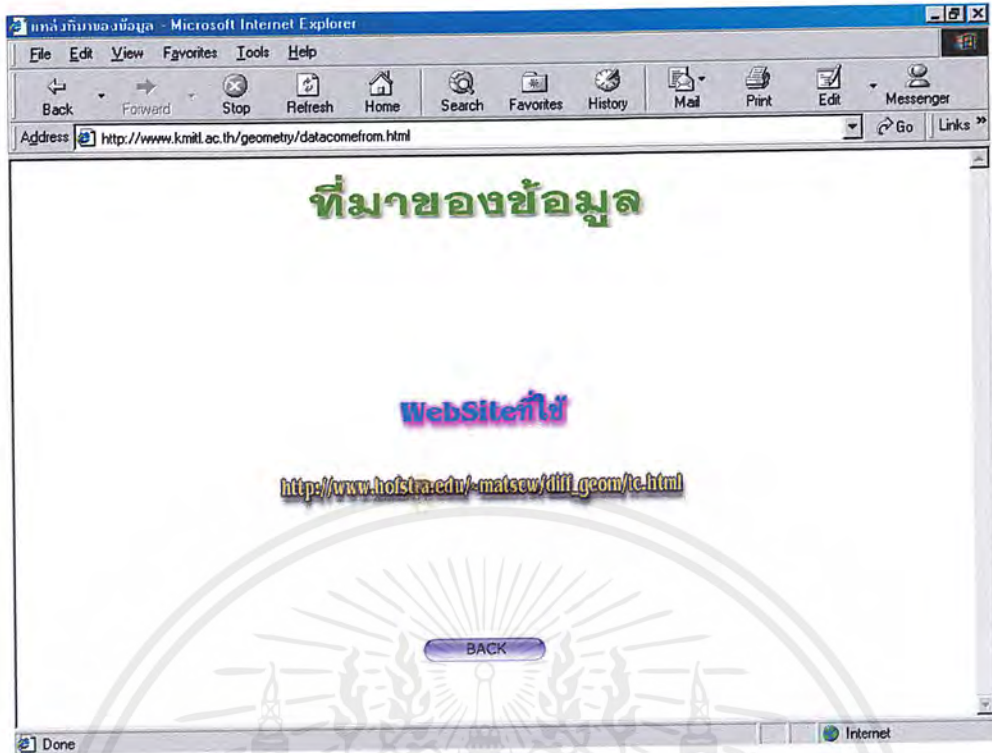 แหล่งที่มาของข้อมูล - Microsoft Internet Explorer
File Edit View Favorites Tools Help
Back Forward Stop Refresh Home Search Favorites History Mail Print Edit Messenger
Address http://www.kmitl.ac.th/geometry/datacomefrom.html Go Links »
ที่มาของข้อมูล
WebSiteที่ใช้
http://www.hofstra.edu/~matscw/diff_geom/tc.html
BACK
Done Internet